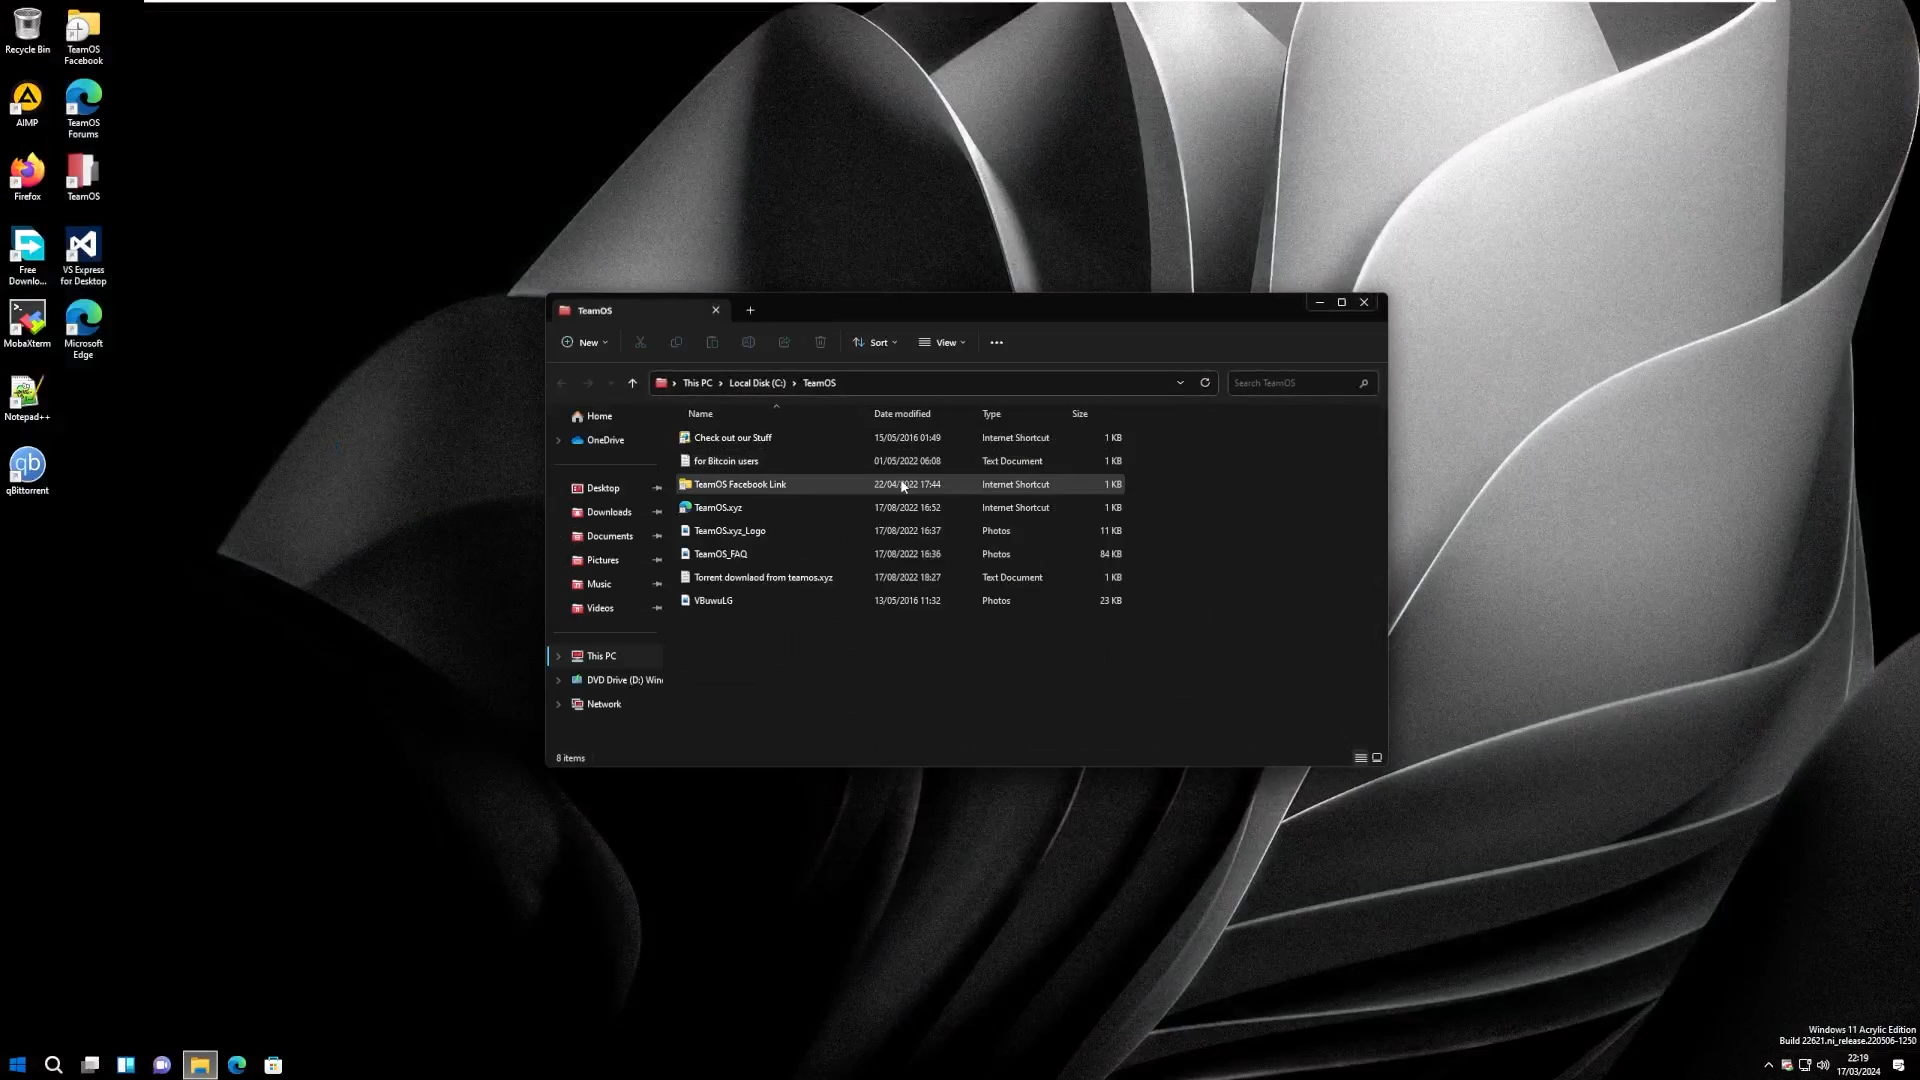 Recycle Bin
TeamOS
Facebook
AIMP
TeamOS
Forums
Firefox
TeamOS
Free
Downlo...
VS Express
for Desktop
MobaXterm
Microsoft
Edge
Notepad++
qb
qBittorrent
TeamOS
New
Sort
View
This PC
Local Disk (C:)
TeamOS
Search TeamOS
Home
OneDrive
Desktop
Downloads
Documents
Pictures
Music
Videos
This PC
DVD Drive (D:) Win
Network
Name Date modified Type Size
Check out our Stuff 15/05/2016 01:49 Internet Shortcut 1 KB
for Bitcoin users 01/05/2022 06:08 Text Document 1 KB
TeamOS Facebook Link 22/04/2022 17:44 Internet Shortcut 1 KB
TeamOS.xyz 17/08/2022 16:52 Internet Shortcut 1 KB
TeamOS.xyz_Logo 17/08/2022 16:37 Photos 11 KB
TeamOS_FAQ 17/08/2022 16:36 Photos 84 KB
Torrent downlaod from teamos.xyz 17/08/2022 18:27 Text Document 1 KB
VBuwuLG 13/05/2016 11:32 Photos 23 KB
8 items
Windows 11 Acrylic Edition
Build 22621.ni_release.220506-1250
22:19
17/03/2024